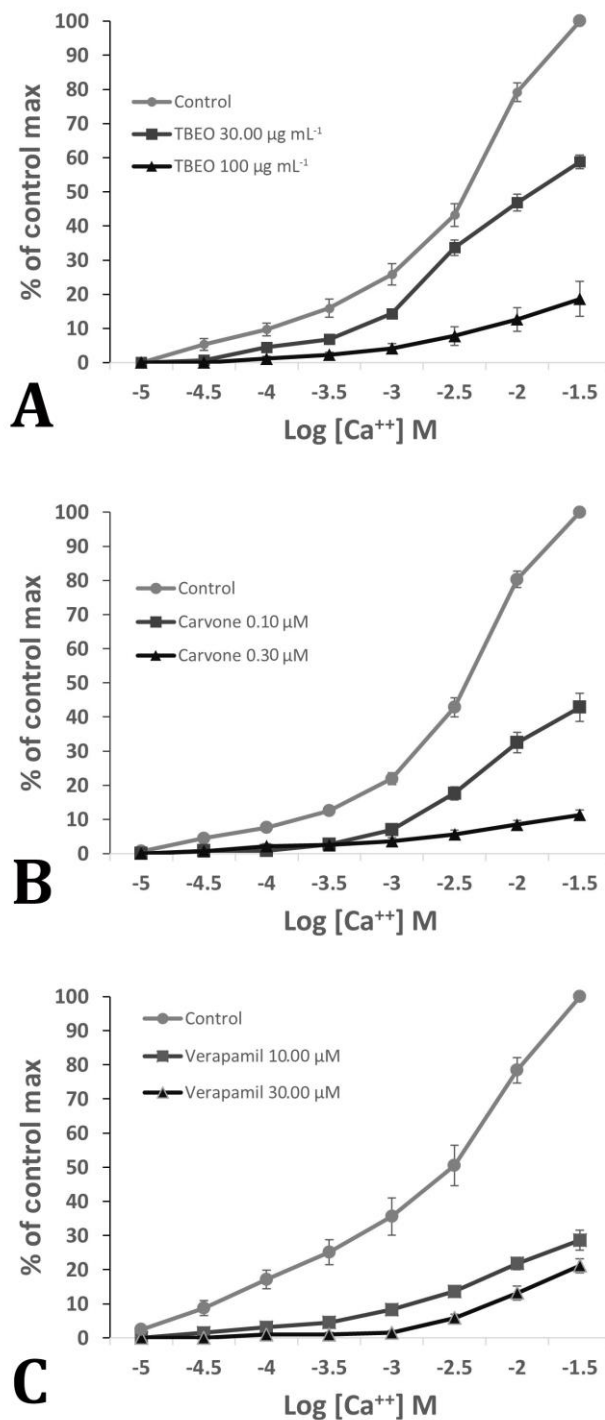 100
90
80
70
60
50
40
30
20
10
0
% of control max
Control
TBEO 30.00 µg mL⁻¹
TBEO 100 µg mL⁻¹
-5 -4.5 -4 -3.5 -3 -2.5 -2 -1.5
Log [Ca⁺⁺] M
A
100
90
80
70
60
50
40
30
20
10
0
% of control max
Control
Carvone 0.10 µM
Carvone 0.30 µM
-5 -4.5 -4 -3.5 -3 -2.5 -2 -1.5
Log [Ca⁺⁺] M
B
100
90
80
70
60
50
40
30
20
10
0
% of control max
Control
Verapamil 10.00 µM
Verapamil 30.00 µM
-5 -4.5 -4 -3.5 -3 -2.5 -2 -1.5
Log [Ca⁺⁺] M
C